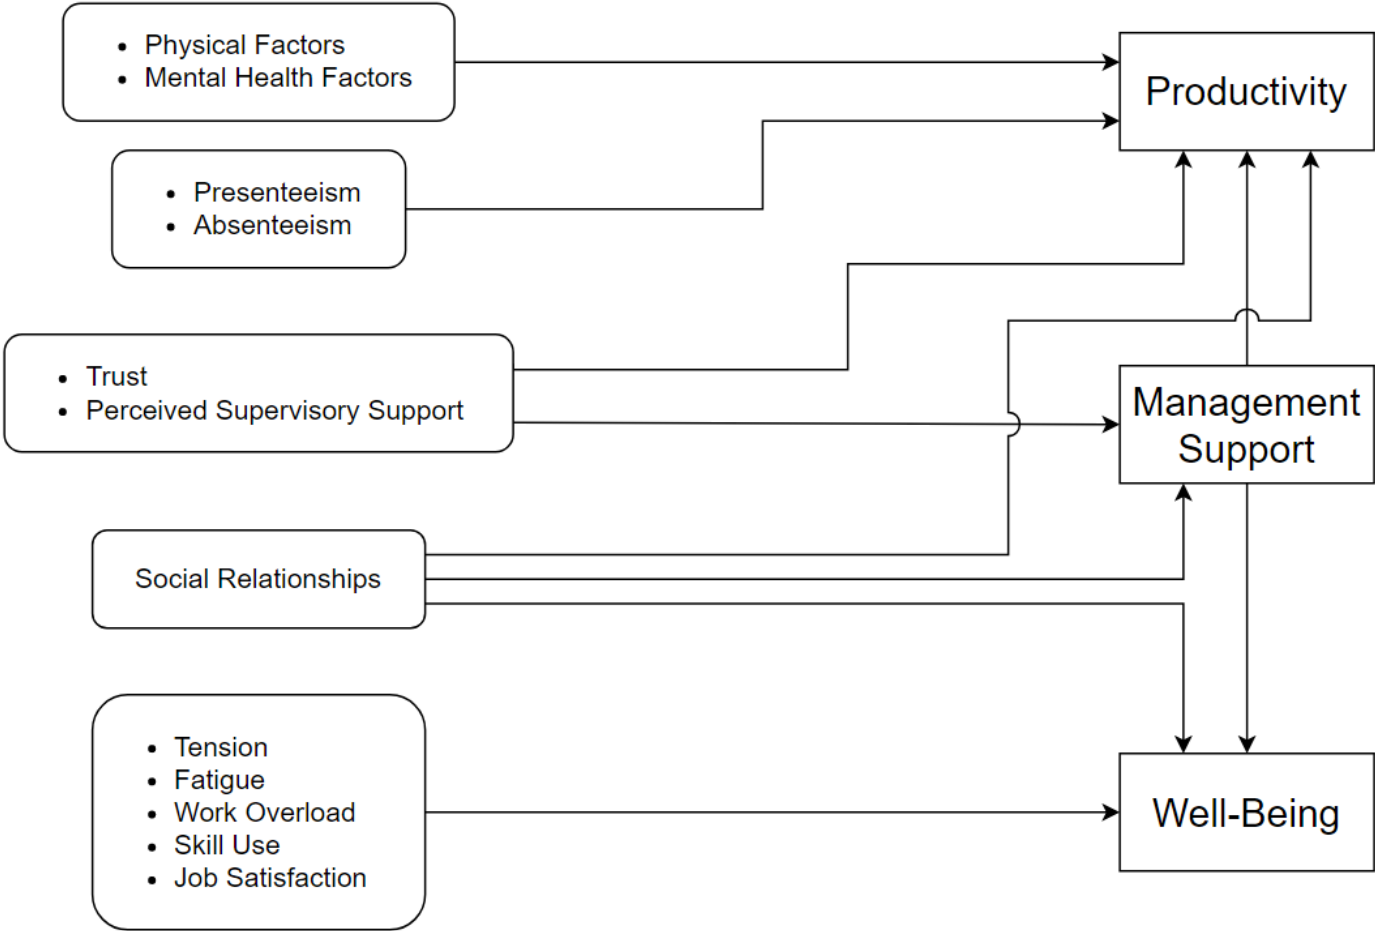 • Physical Factors
• Mental Health Factors
Productivity
• Presenteeism
• Absenteeism
• Trust
• Perceived Supervisory Support
Management
Support
Social Relationships
• Tension
• Fatigue
• Work Overload
• Skill Use
• Job Satisfaction
Well-Being